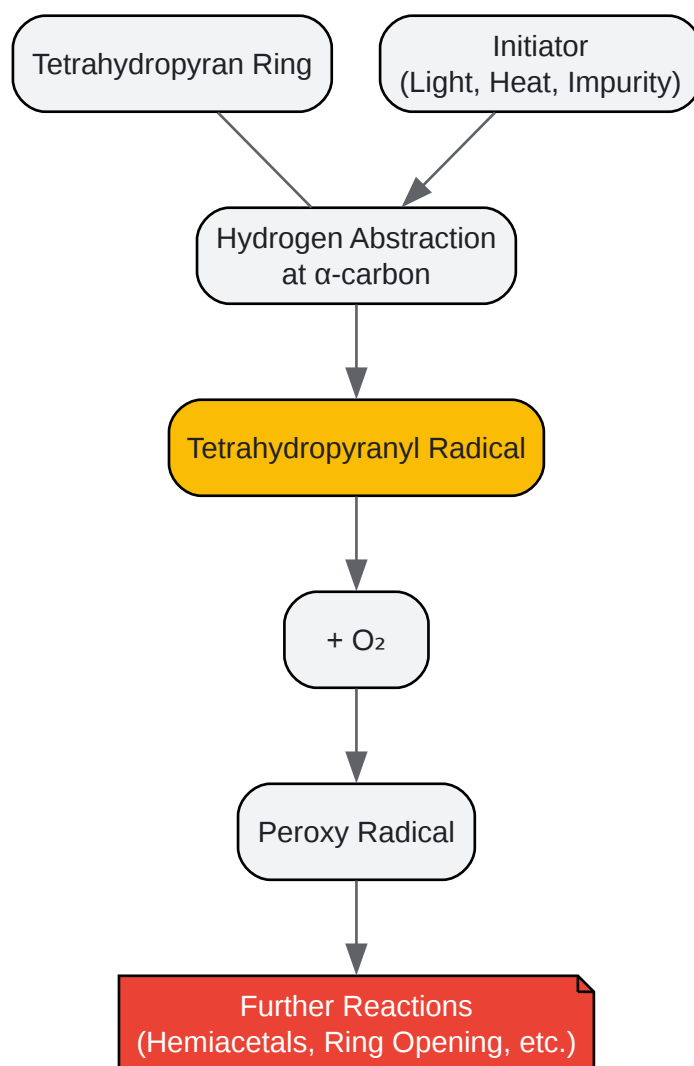 Tetrahydropyran Ring
Initiator
(Light, Heat, Impurity)
Hydrogen Abstraction
at α-carbon
Tetrahydropyranyl Radical
+ O₂
Peroxy Radical
Further Reactions
(Hemiacetals, Ring Opening, etc.)